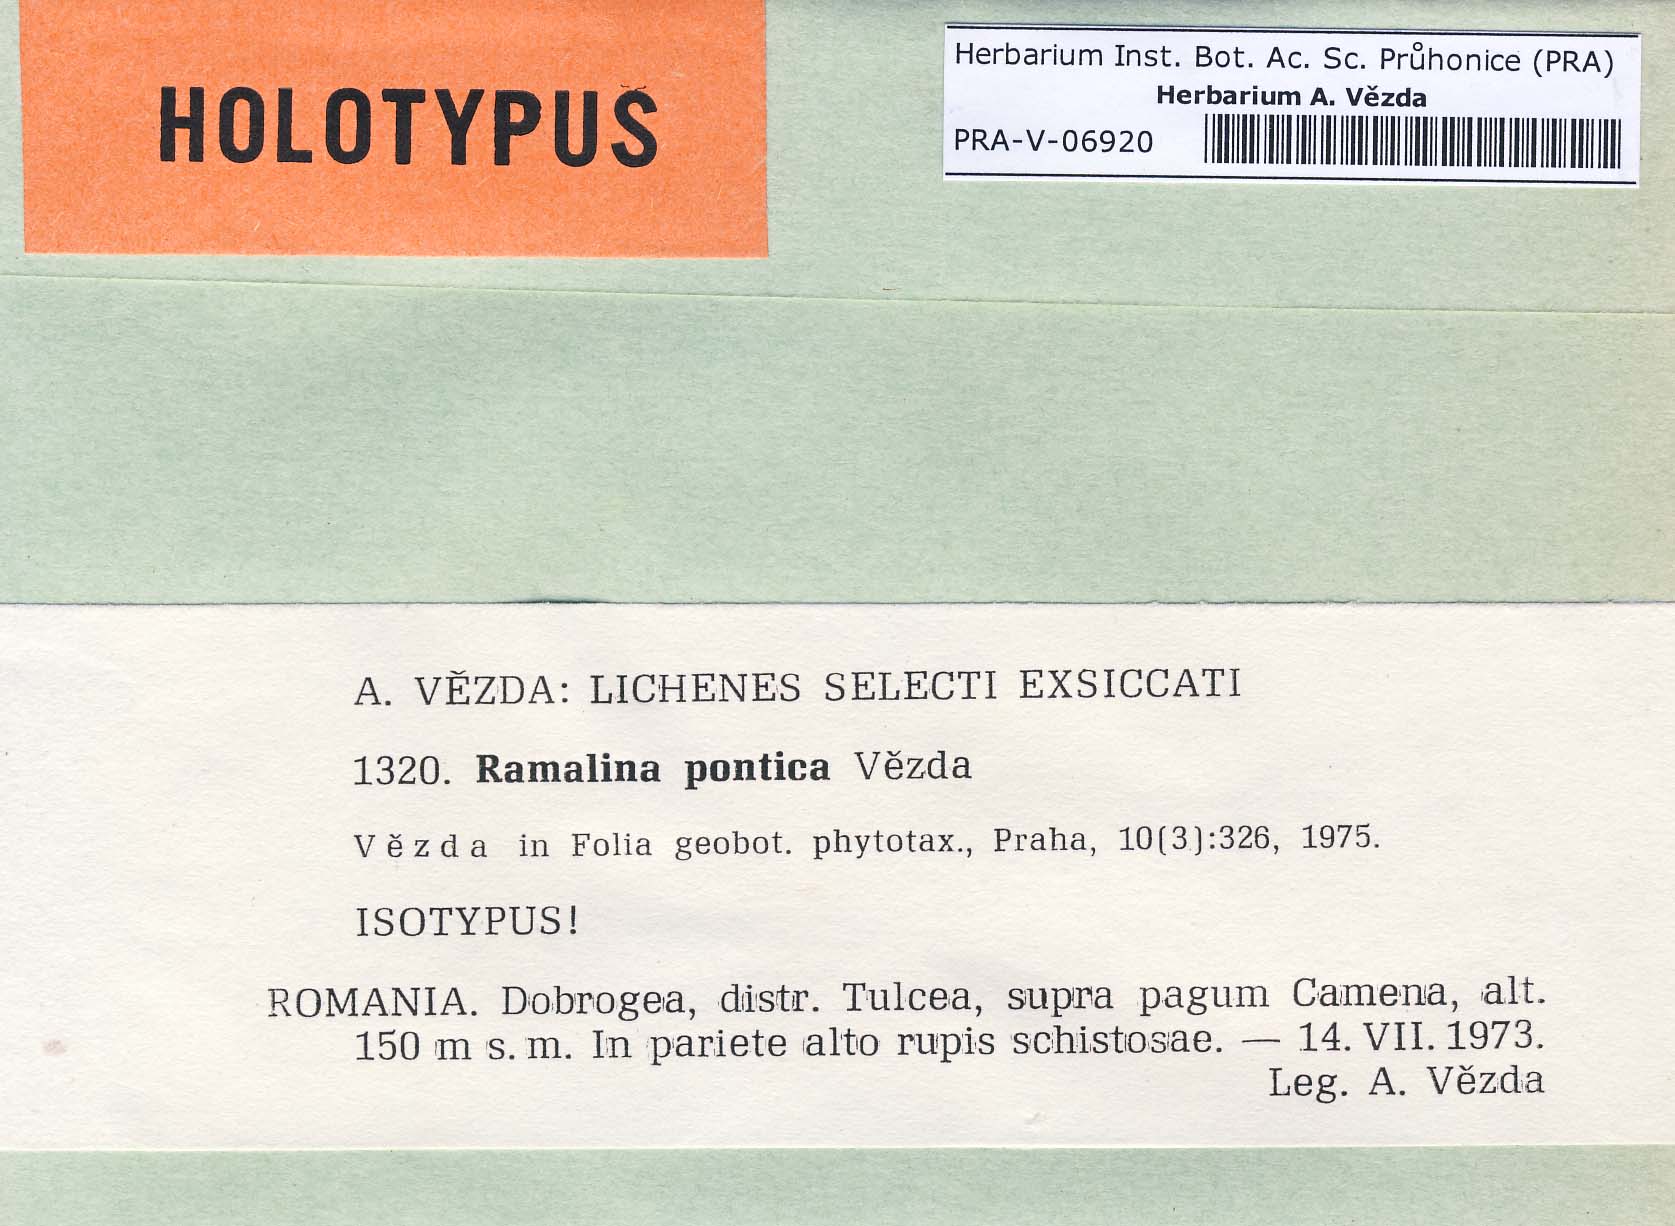 HOLOTYPUS
Herbarium Inst. Bot. Ac. Sc. Průhonice (PRA)
Herbarium A. Vězda
PRA-V-06920
A. VĚZDA: LICHENES SELECTI EXSICCATI
1320. Ramalina pontica Vězda
Vězda in Folia geobot. phytotax., Praha, 10(3):326, 1975.
ISOTYPUS!
ROMANIA. Dobrogea, distr. Tulcea, supra pagum Camena, alt.
150 m s. m. In pariete alto rupis schistosae. — 14. VII. 1973.
Leg. A. Vězda